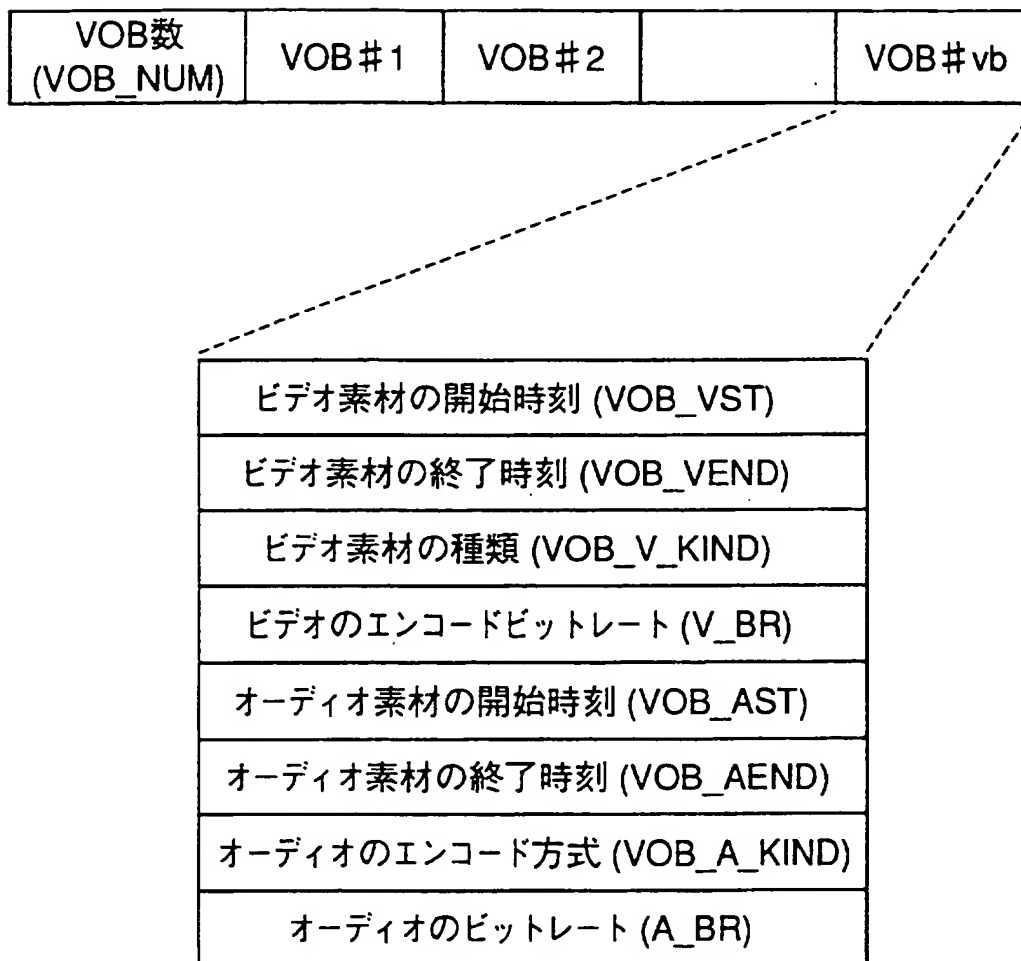 VOB数
(VOB_NUM)
VOB#1
VOB#2
VOB#vb
ビデオ素材の開始時刻 (VOB_VST)
ビデオ素材の終了時刻 (VOB_VEND)
ビデオ素材の種類 (VOB_V_KIND)
ビデオのエンコードビットレート (V_BR)
オーディオ素材の開始時刻 (VOB_AST)
オーディオ素材の終了時刻 (VOB_AEND)
オーディオのエンコード方式 (VOB_A_KIND)
オーディオのビットレート (A_BR)